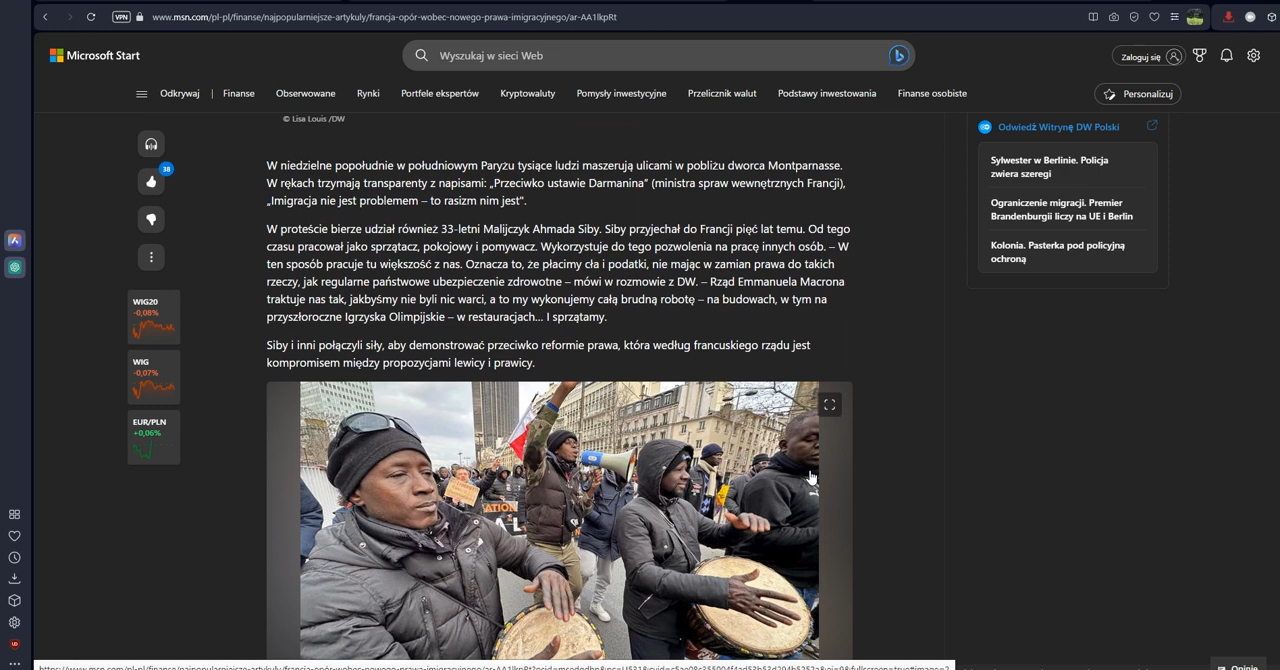 VPN
www.msn.com/pl-pl/finanse/najpopularniejsze-artykuly/francja-opór-wobec-nowego-prawa-imigracyjnego/ar-AA1lkpRt
Microsoft Start
Wyszukaj w sieci Web
Zaloguj się
Odkrywaj
Finanse
Obserwowane
Rynki
Portfele ekspertów
Kryptowaluty
Pomysły inwestycyjne
Przelicznik walut
Podstawy inwestowania
Finanse osobiste
Personalizuj
© Lisa Louis /DW
38
W niedzielne popołudnie w południowym Paryżu tysiące ludzi maszerują ulicami w pobliżu dworca Montparnasse.
W rękach trzymają transparenty z napisami: „Przeciwko ustawie Darmanina” (ministra spraw wewnętrznych Francji),
„Imigracja nie jest problemem – to rasizm nim jest".
W proteście bierze udział również 33-letni Malijczyk Ahmada Siby. Siby przyjechał do Francji pięć lat temu. Od tego
czasu pracował jako sprzątacz, pokojowy i pomywacz. Wykorzystuje do tego pozwolenia na pracę innych osób. – W
ten sposób pracuje tu większość z nas. Oznacza to, że płacimy cła i podatki, nie mając w zamian prawa do takich
rzeczy, jak regularne państwowe ubezpieczenie zdrowotne – mówi w rozmowie z DW. – Rząd Emmanuela Macrona
traktuje nas tak, jakbyśmy nie byli nic warci, a to my wykonujemy całą brudną robotę – na budowach, w tym na
przyszłoroczne Igrzyska Olimpijskie – w restauracjach... I sprzątamy.
Siby i inni połączyli siły, aby demonstrować przeciwko reformie prawa, która według francuskiego rządu jest
kompromisem między propozycjami lewicy i prawicy.
WIG20
-0,08%
WIG
-0,07%
EUR/PLN
+0,06%
Odwiedź Witrynę DW Polski
Sylwester w Berlinie. Policja
zwiera szeregi
Ograniczenie migracji. Premier
Brandenburgii liczy na UE i Berlin
Kolonia. Pasterka pod policyjną
ochroną
Opinie